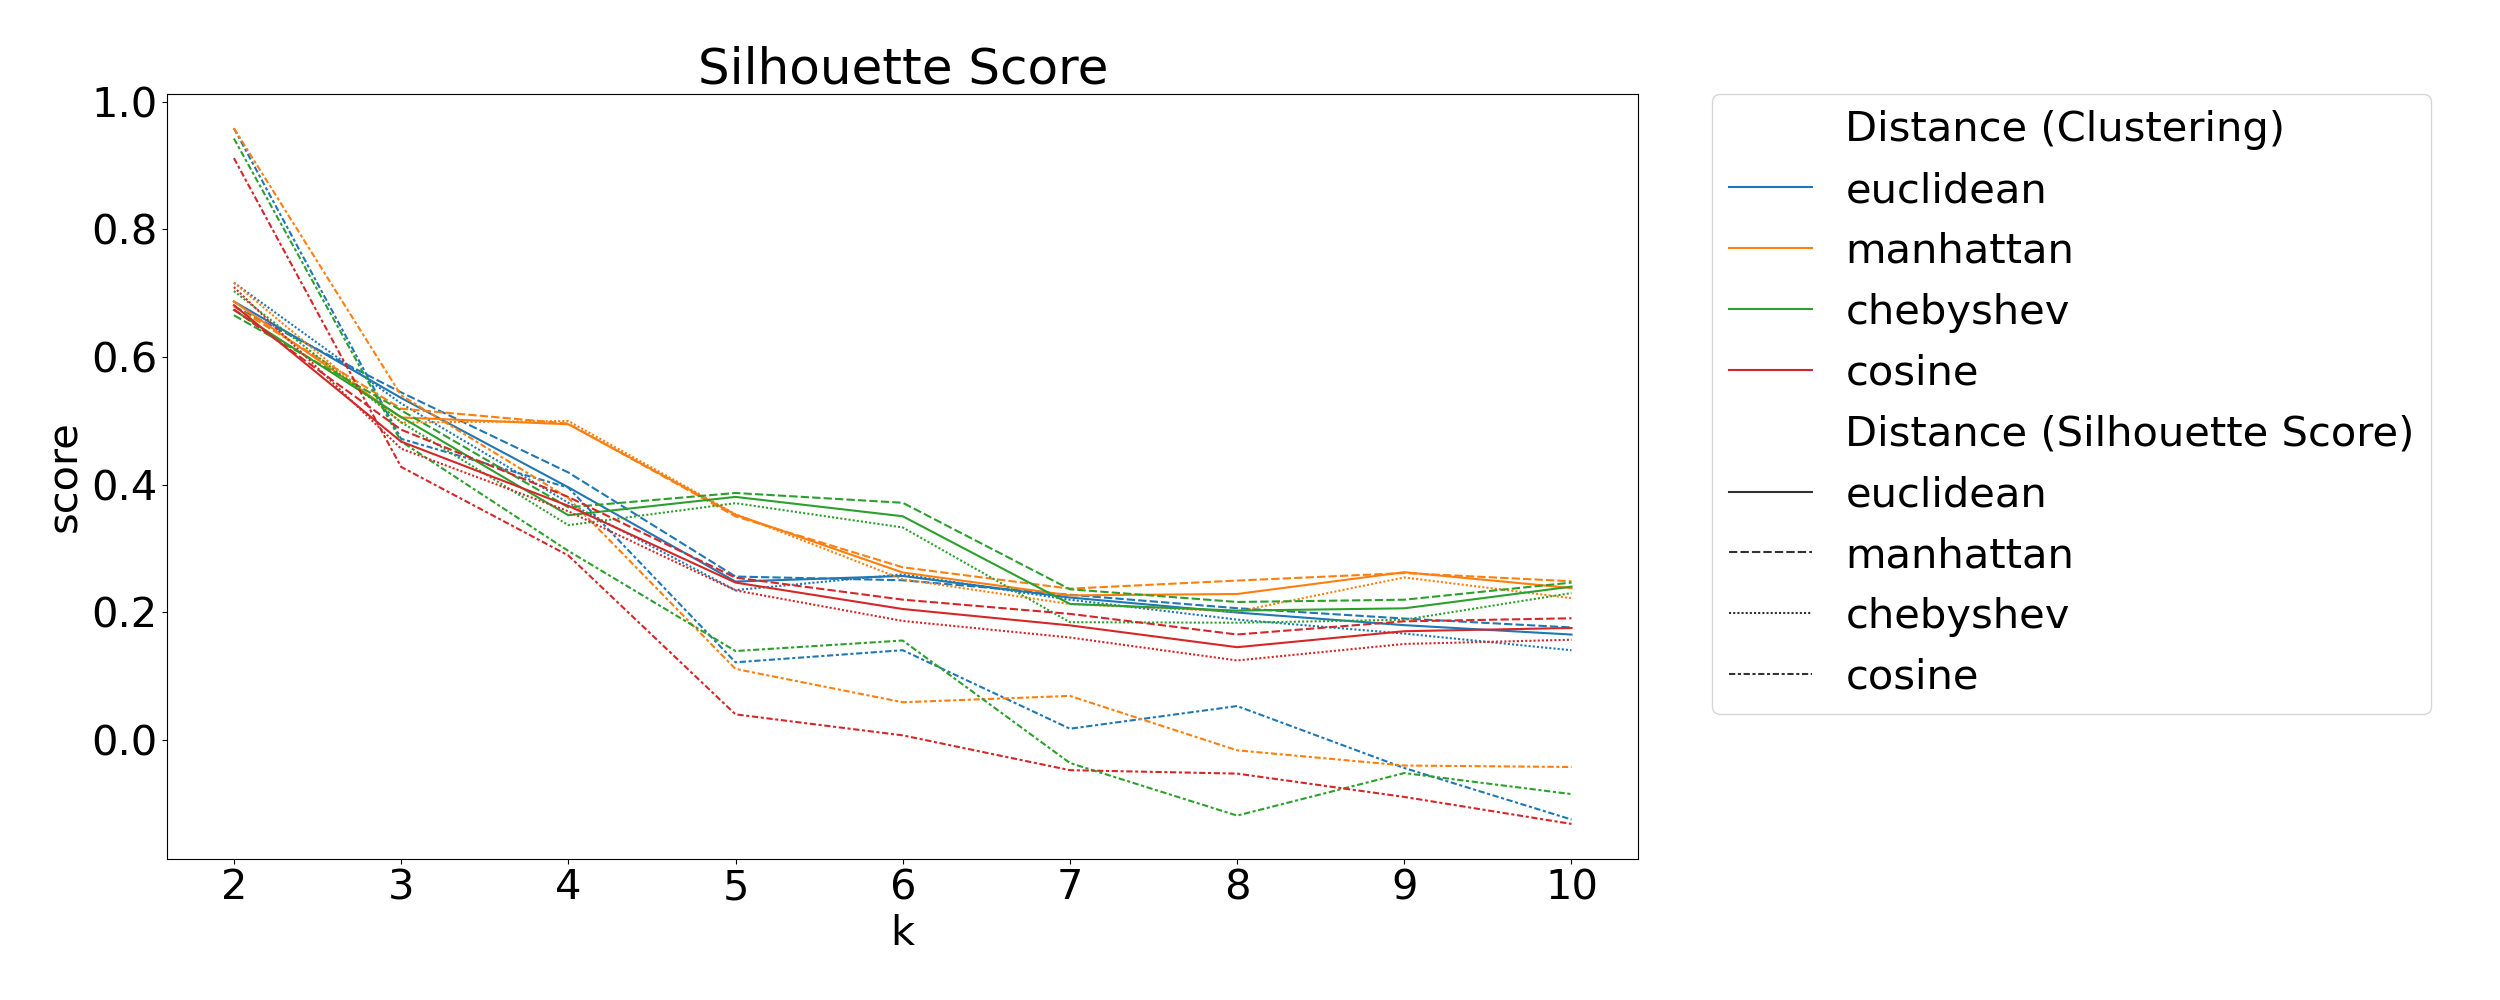 Silhouette Score
1.0
0.8
0.6
0.4
0.2
0.0
score
2 3 4 5 6 7 8 9 10
k
Distance (Clustering)
euclidean
manhattan
chebyshev
cosine
Distance (Silhouette Score)
euclidean
manhattan
chebyshev
cosine